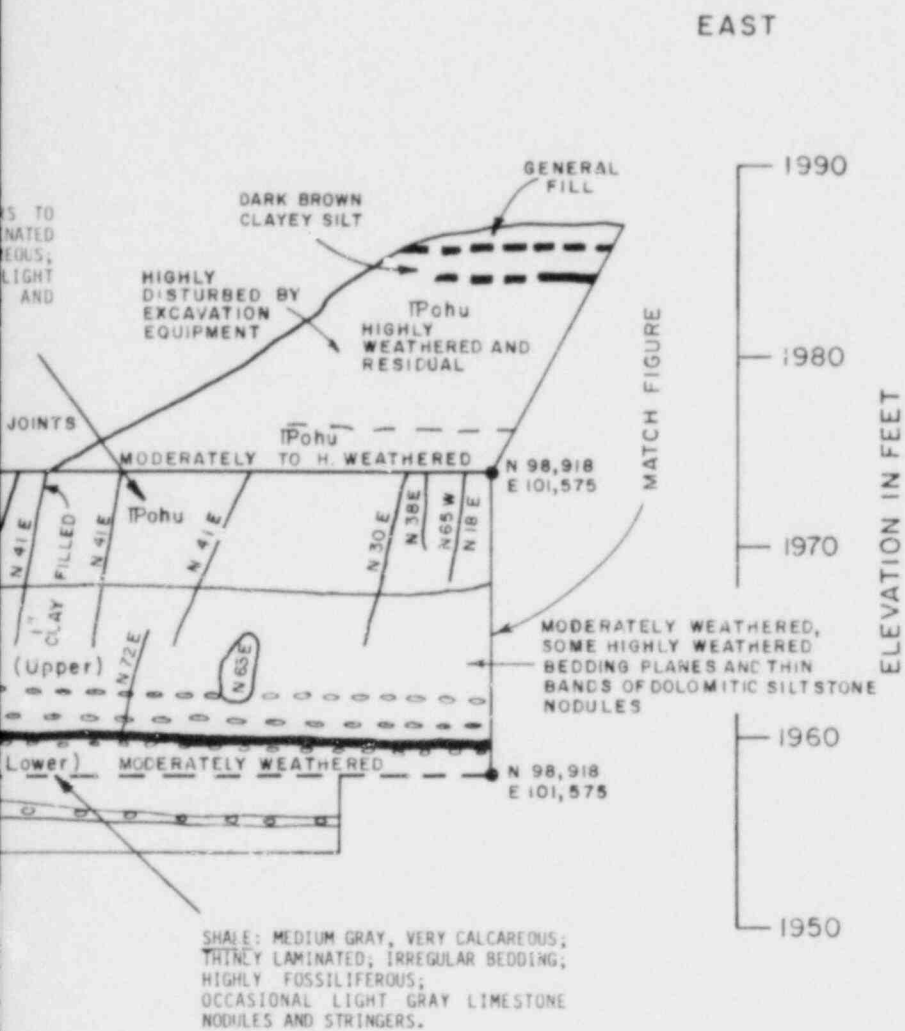 EAST
1990
GENERAL
FILL
DARK BROWN
CLAYEY SILT
RS TO
NATED
EOUS;
LIGHT
AND
HIGHLY
DISTURBED BY
EXCAVATION
EQUIPMENT
ℙohu
HIGHLY
WEATHERED AND
RESIDUAL
1980
MATCH FIGURE
ELEVATION IN FEET
JOINTS
ℙohu
MODERATELY TO H. WEATHERED
N 98,918
E 101,575
N 41 E
1" CLAY FILLED
N 41 E
ℙohu
N 41 E
N 30 E
N 38 E
N 65 W
N 18 E
1970
(Upper)
N 72 E
N 63 E
MODERATELY WEATHERED,
SOME HIGHLY WEATHERED
BEDDING PLANES AND THIN
BANDS OF DOLOMITIC SILTSTONE
NODULES
1960
Lower)
MODERATELY WEATHERED
N 98,918
E 101,575
1950
SHALE: MEDIUM GRAY, VERY CALCAREOUS;
THINLY LAMINATED; IRREGULAR BEDDING;
HIGHLY FOSSILIFEROUS;
OCCASIONAL LIGHT GRAY LIMESTONE
NODULES AND STRINGERS.